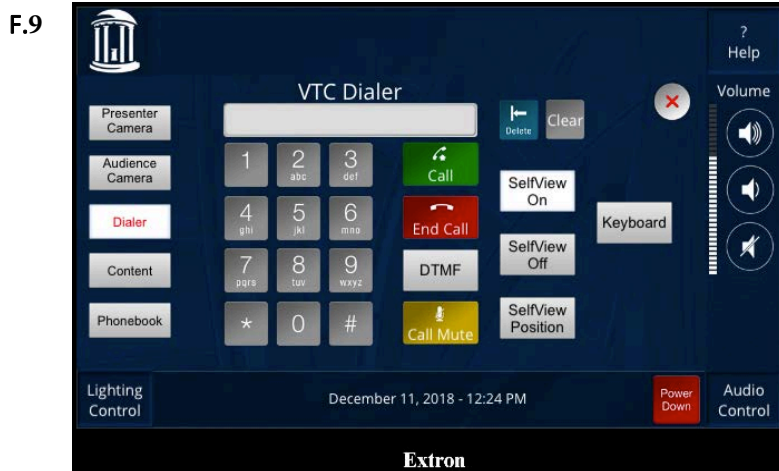 F.9
?
Help
VTC Dialer
Volume
Presenter
Camera
Delete
Clear
1
2
abc
3
def
Call
Audience
Camera
SelfView
On
Dialer
4
ghi
5
jkl
6
mno
End Call
Keyboard
Content
7
pqrs
8
tuv
9
wxyz
DTMF
SelfView
Off
Phonebook
*
0
#
Call Mute
SelfView
Position
Lighting
Control
December 11, 2018 - 12:24 PM
Power
Down
Audio
Control
Extron